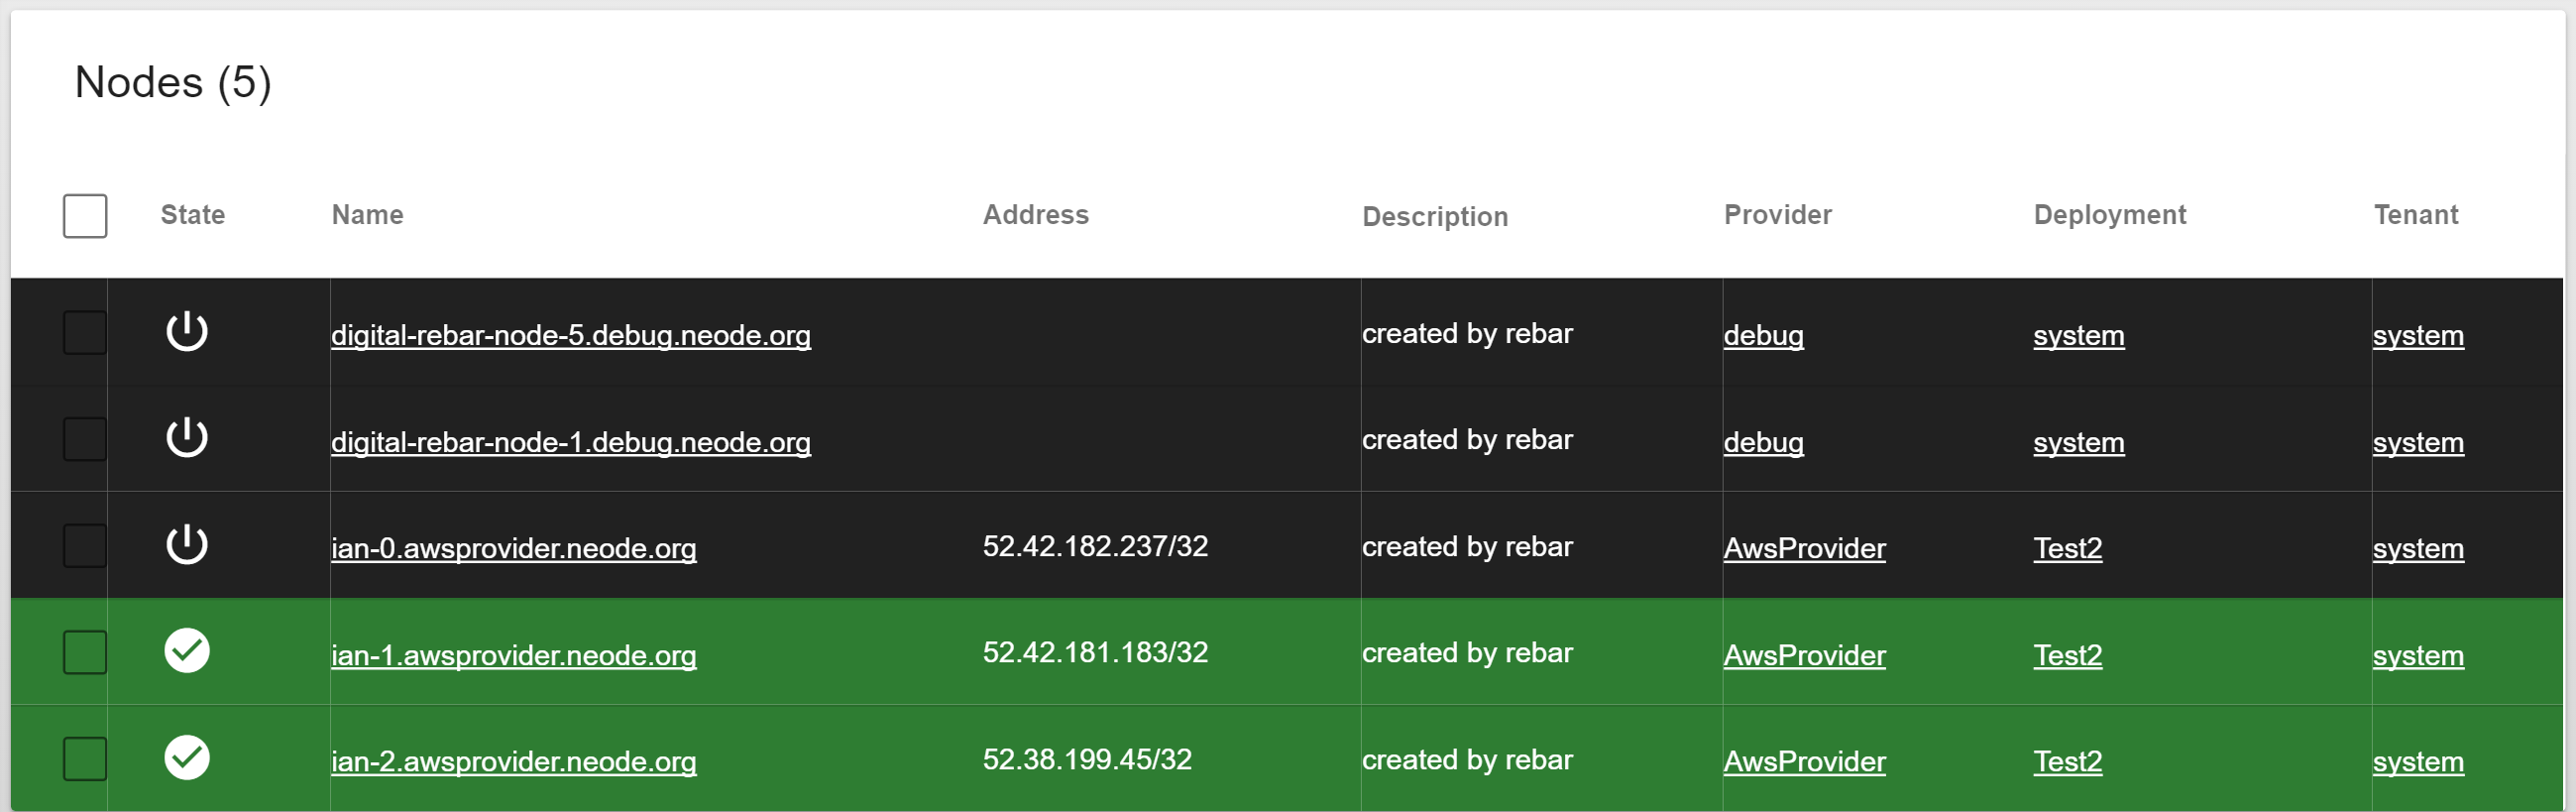 Nodes (5)
State Name Address Description Provider Deployment Tenant
digital-rebar-node-5.debug.neode.org created by rebar debug system system
digital-rebar-node-1.debug.neode.org created by rebar debug system system
ian-0.awsprovider.neode.org 52.42.182.237/32 created by rebar AwsProvider Test2 system
ian-1.awsprovider.neode.org 52.42.181.183/32 created by rebar AwsProvider Test2 system
ian-2.awsprovider.neode.org 52.38.199.45/32 created by rebar AwsProvider Test2 system